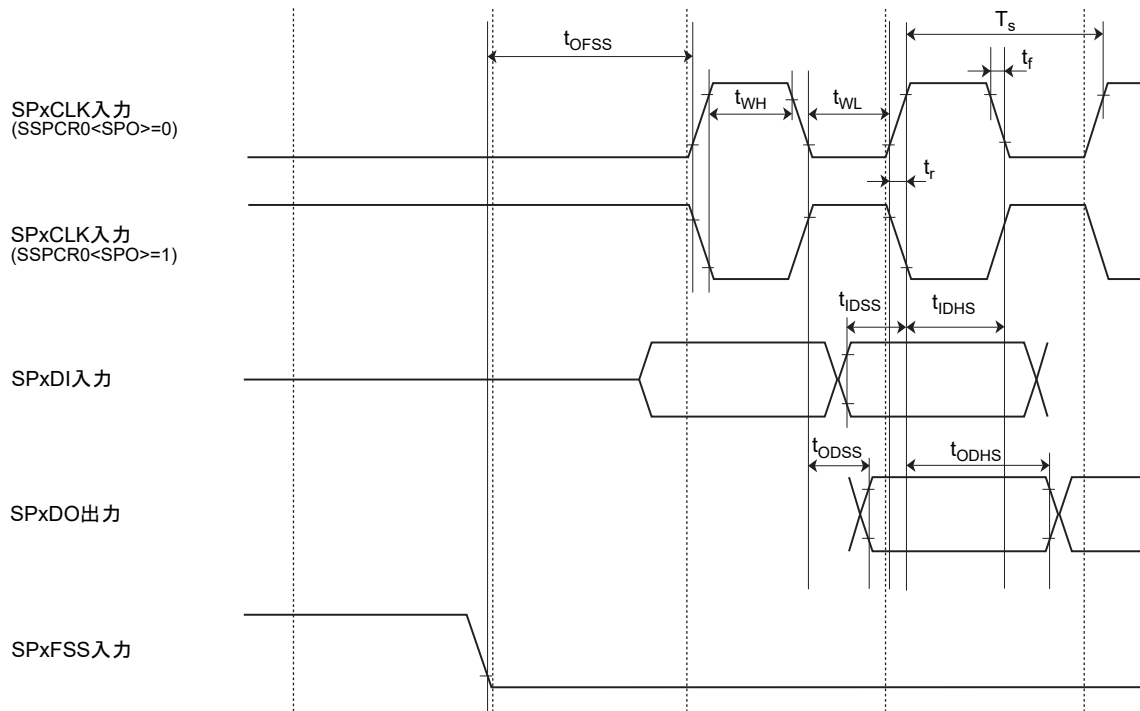 tOFSS
Ts
tf
SPxCLK入力
(SSPCR0<SPO>=0)
tWH
tWL
tr
SPxCLK入力
(SSPCR0<SPO>=1)
tIDSS
tIDHS
SPxDI入力
tODSS
tODHS
SPxDO出力
SPxFSS入力